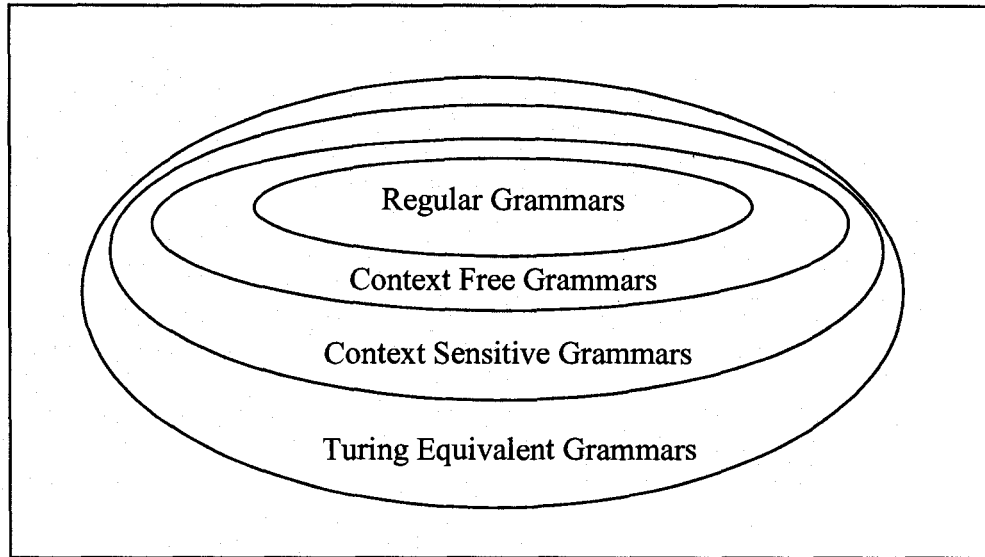 Regular Grammars
Context Free Grammars
Context Sensitive Grammars
Turing Equivalent Grammars